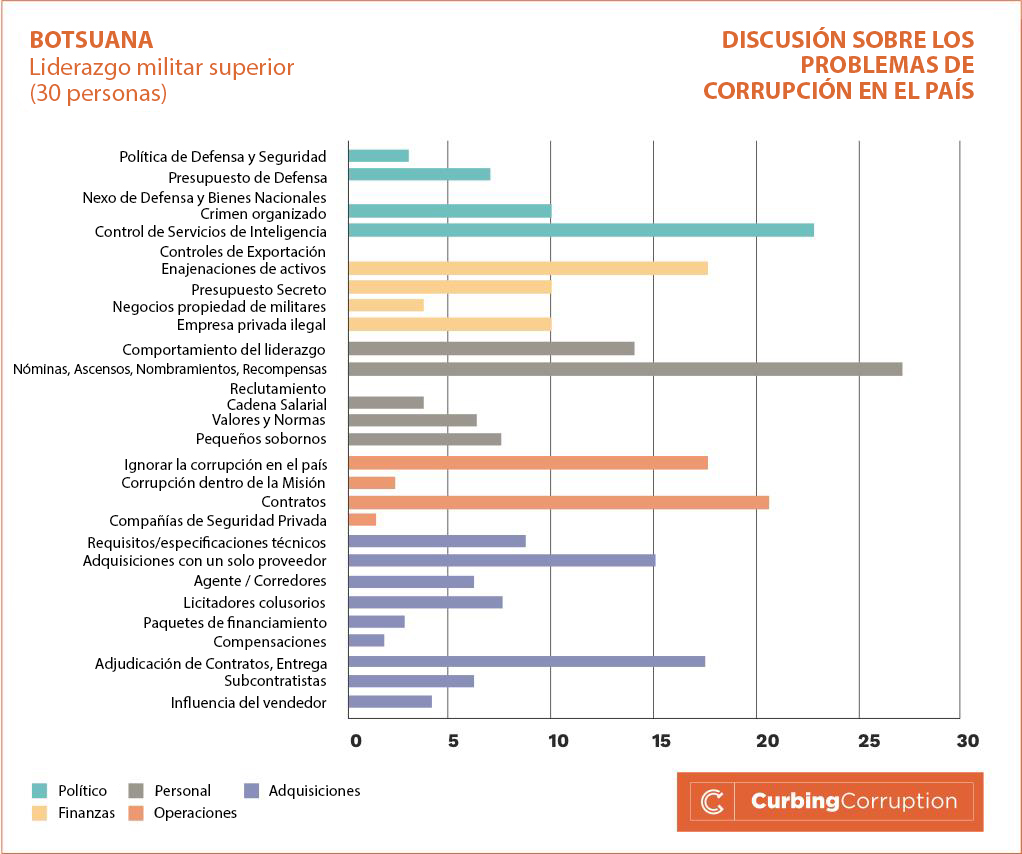 BOTSUANA
Liderazgo militar superior
(30 personas)
DISCUSIÓN SOBRE LOS
PROBLEMAS DE
CORRUPCIÓN EN EL PAÍS
Política de Defensa y Seguridad
Presupuesto de Defensa
Nexo de Defensa y Bienes Nacionales
Crimen organizado
Control de Servicios de Inteligencia
Controles de Exportación
Enajenaciones de activos
Presupuesto Secreto
Negocios propiedad de militares
Empresa privada ilegal
Comportamiento del liderazgo
Nóminas, Ascensos, Nombramientos, Recompensas
Reclutamiento
Cadena Salarial
Valores y Normas
Pequeños sobornos
Ignorar la corrupción en el país
Corrupción dentro de la Misión
Contratos
Compañías de Seguridad Privada
Requisitos/especificaciones técnicos
Adquisiciones con un solo proveedor
Agente / Corredores
Licitadores colusorios
Paquetes de financiamiento
Compensaciones
Adjudicación de Contratos, Entrega
Subcontratistas
Influencia del vendedor
0 5 10 15 20 25 30
Político Personal Adquisiciones
Finanzas Operaciones
CurbingCorruption